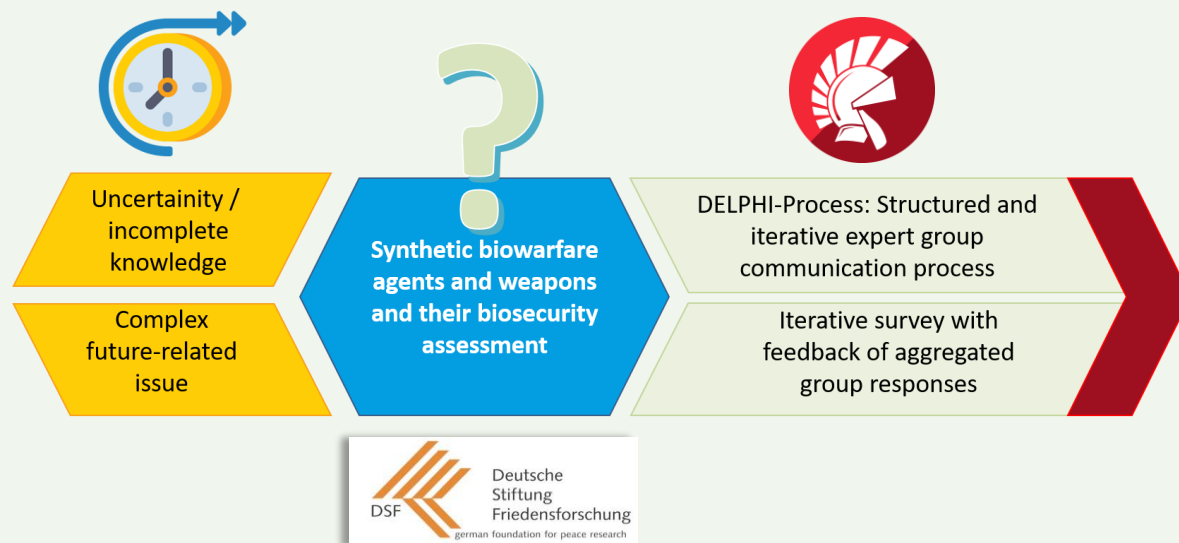 Uncertainity /
incomplete
knowledge
Complex
future-related
issue
Synthetic biowarfare
agents and weapons
and their biosecurity
assessment
DELPHI-Process: Structured and
iterative expert group
communication process
Iterative survey with
feedback of aggregated
group responses
?
DSF
Deutsche
Stiftung
Friedensforschung
german foundation for peace research